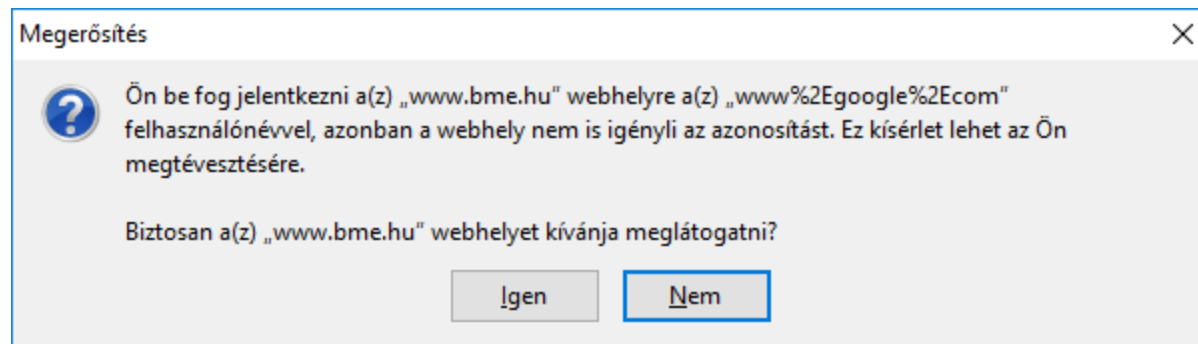 Megerősítés
Ön be fog jelentkezni a(z) „www.bme.hu” webhelyre a(z) „www%2Egoogle%2Ecom”
felhasználónévvel, azonban a webhely nem is igényli az azonosítást. Ez kísérlet lehet az Ön
megtévesztésére.
Biztosan a(z) „www.bme.hu” webhelyet kívánja meglátogatni?
Igen Nem